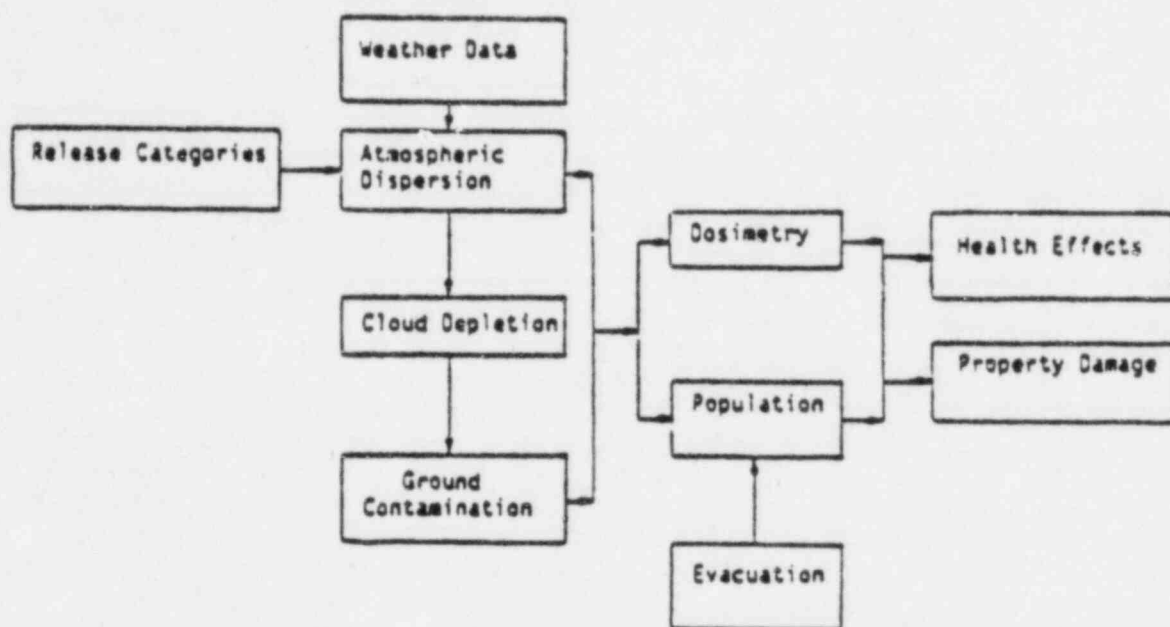 Weather Data
Release Categories
Atmospheric
Dispersion
Cloud Depletion
Ground
Contamination
Dosimetry
Population
Evacuation
Health Effects
Property Damage